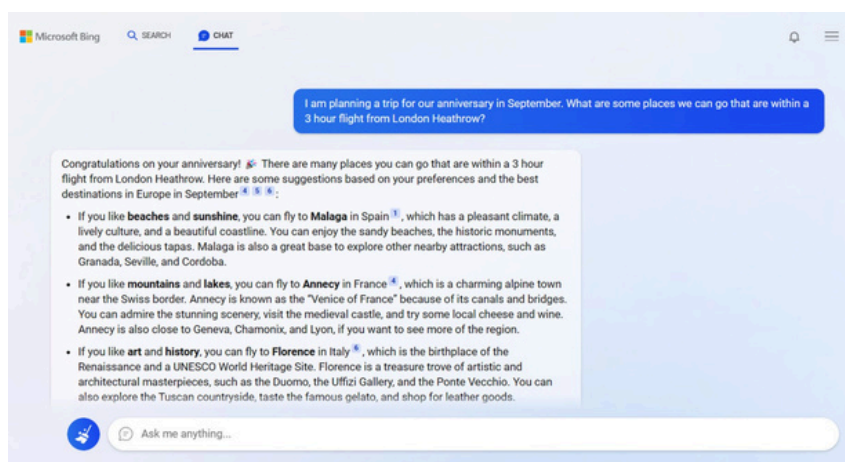 Microsoft Bing SEARCH CHAT
I am planning a trip for our anniversary in September. What are some places we can go that are within a
3 hour flight from London Heathrow?
Congratulations on your anniversary! 🎉 There are many places you can go that are within a 3 hour
flight from London Heathrow. Here are some suggestions based on your preferences and the best
destinations in Europe in September 4 5 6 :
• If you like beaches and sunshine, you can fly to Malaga in Spain 1 , which has a pleasant climate, a
lively culture, and a beautiful coastline. You can enjoy the sandy beaches, the historic monuments,
and the delicious tapas. Malaga is also a great base to explore other nearby attractions, such as
Granada, Seville, and Cordoba.
• If you like mountains and lakes, you can fly to Annecy in France 4 , which is a charming alpine town
near the Swiss border. Annecy is known as the "Venice of France" because of its canals and bridges.
You can admire the stunning scenery, visit the medieval castle, and try some local cheese and wine.
Annecy is also close to Geneva, Chamonix, and Lyon, if you want to see more of the region.
• If you like art and history, you can fly to Florence in Italy 6 , which is the birthplace of the
Renaissance and a UNESCO World Heritage Site. Florence is a treasure trove of artistic and
architectural masterpieces, such as the Duomo, the Uffizi Gallery, and the Ponte Vecchio. You can
also explore the Tuscan countryside, taste the famous gelato, and shop for leather goods.
Ask me anything...